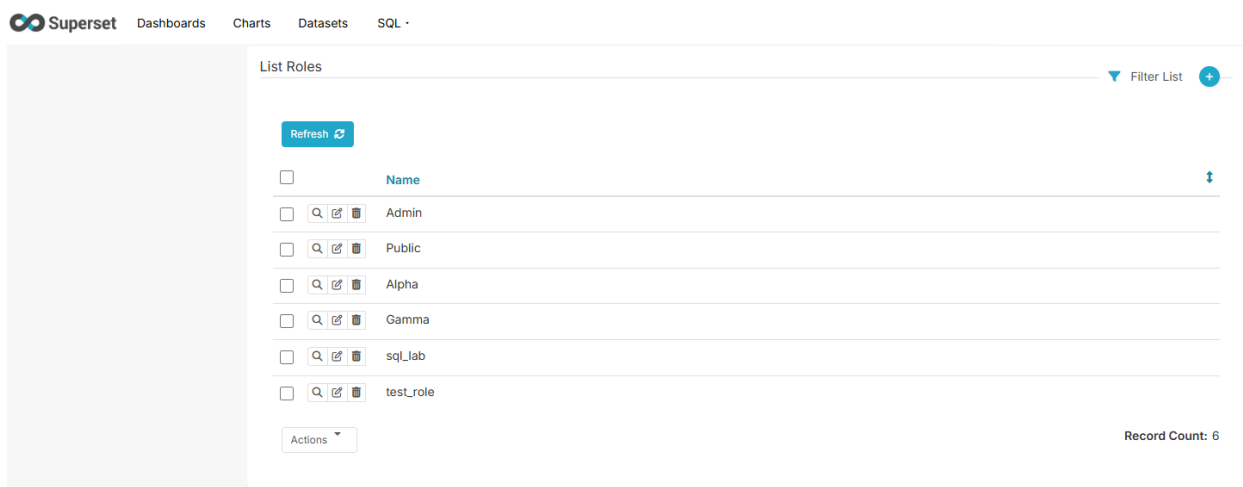 Superset Dashboards Charts Datasets SQL
List Roles
Filter List
Refresh
Name
Admin
Public
Alpha
Gamma
sql_lab
test_role
Actions
Record Count: 6